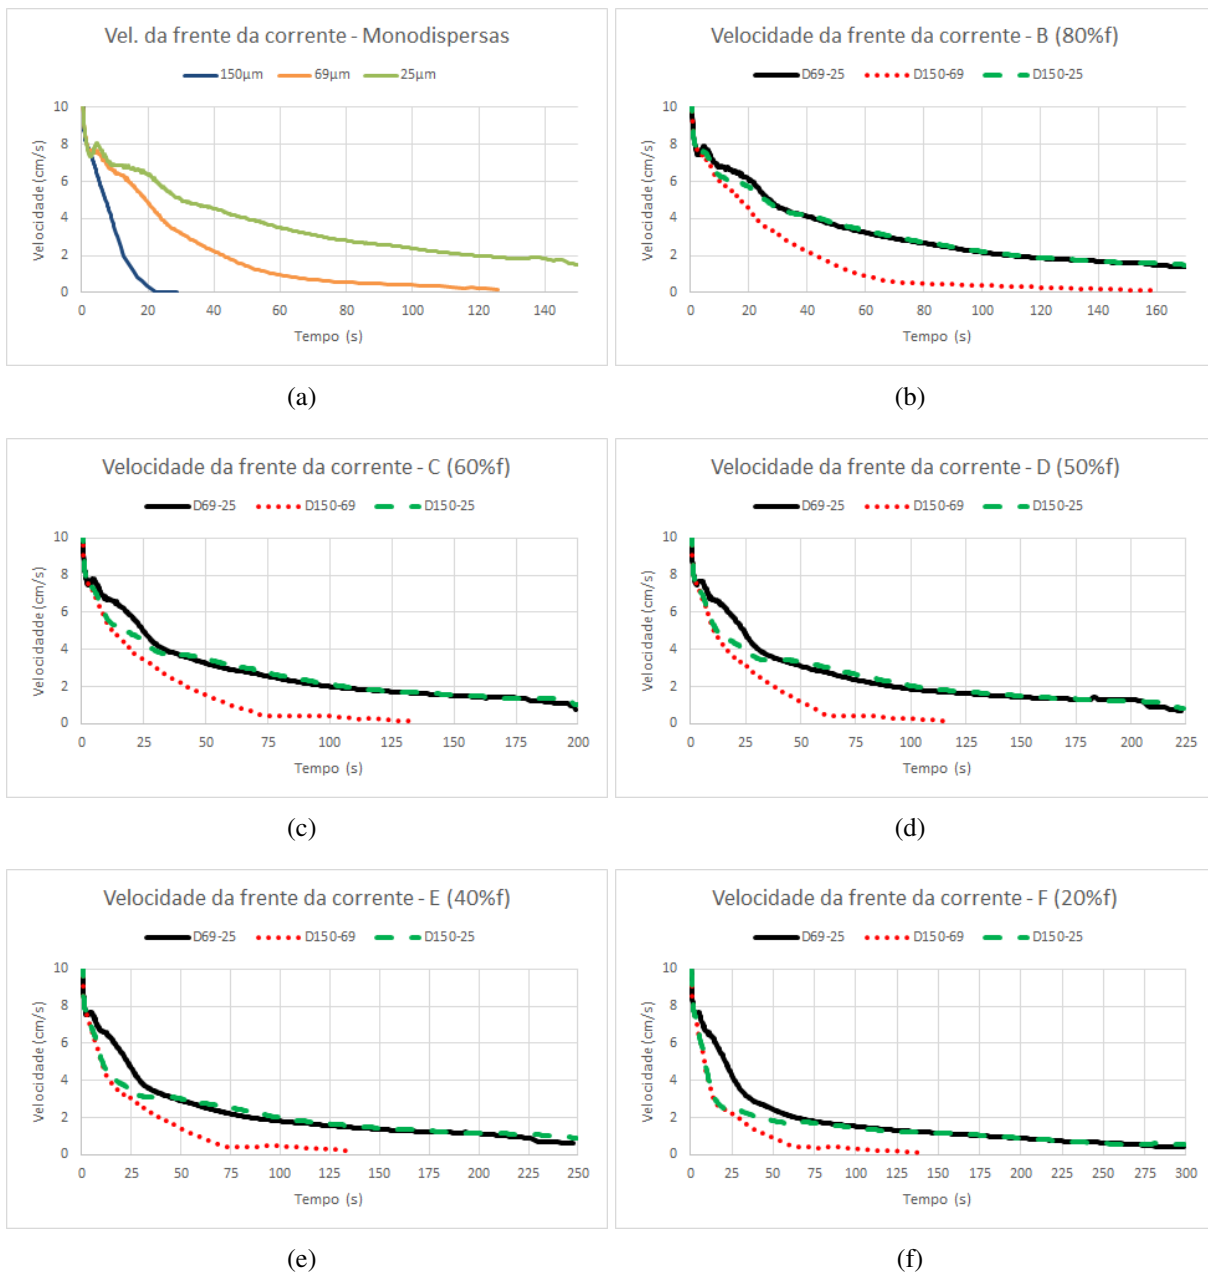 Vel. da frente da corrente - Monodispersas
150µm 69µm 25µm
Velocidade (cm/s)
10
8
6
4
2
0
0 20 40 60 80 100 120 140
Tempo (s)
(a)
Velocidade da frente da corrente - B (80%f)
D69-25 D150-69 D150-25
Velocidade (cm/s)
10
8
6
4
2
0
0 20 40 60 80 100 120 140 160
Tempo (s)
(b)
Velocidade da frente da corrente - C (60%f)
D69-25 D150-69 D150-25
Velocidadde (cm/s)
10
8
6
4
2
0
0 25 50 75 100 125 150 175 200
Tempo (s)
(c)
Velocidade da frente da corrente - D (50%f)
D69-25 D150-69 D150-25
Velocidade (cm/s)
10
8
6
4
2
0
0 25 50 75 100 125 150 175 200 225
Tempo (s)
(d)
Velocidade da frente da corrente - E (40%f)
D69-25 D150-69 D150-25
Velocidade (cm/s)
10
8
6
4
2
0
0 25 50 75 100 125 150 175 200 225 250
Tempo (s)
(e)
Velocidade da frente da corrente - F (20%f)
D69-25 D150-69 D150-25
Velocidade (cm/s)
10
8
6
4
2
0
0 25 50 75 100 125 150 175 200 225 250 275 300
Tempo (s)
(f)